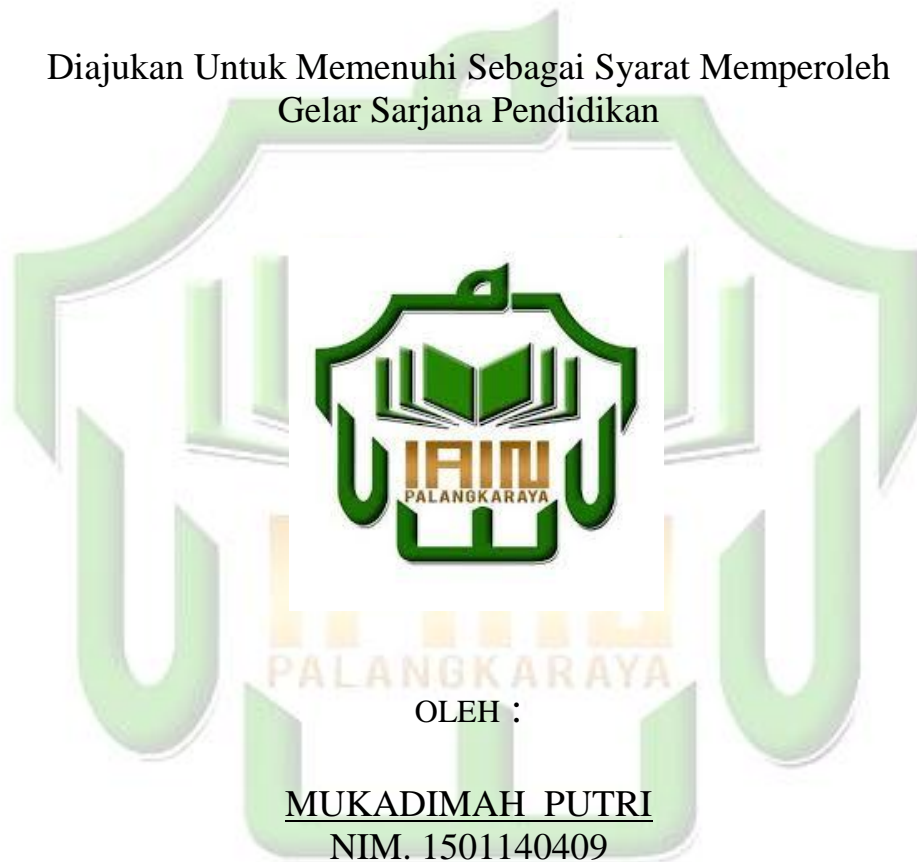 Diajukan Untuk Memenuhi Sebagai Syarat Memperoleh
Gelar Sarjana Pendidikan
IAIN
PALANGKARAYA
PALANGKARAYA
OLEH :
MUKADIMAH PUTRI
NIM. 1501140409